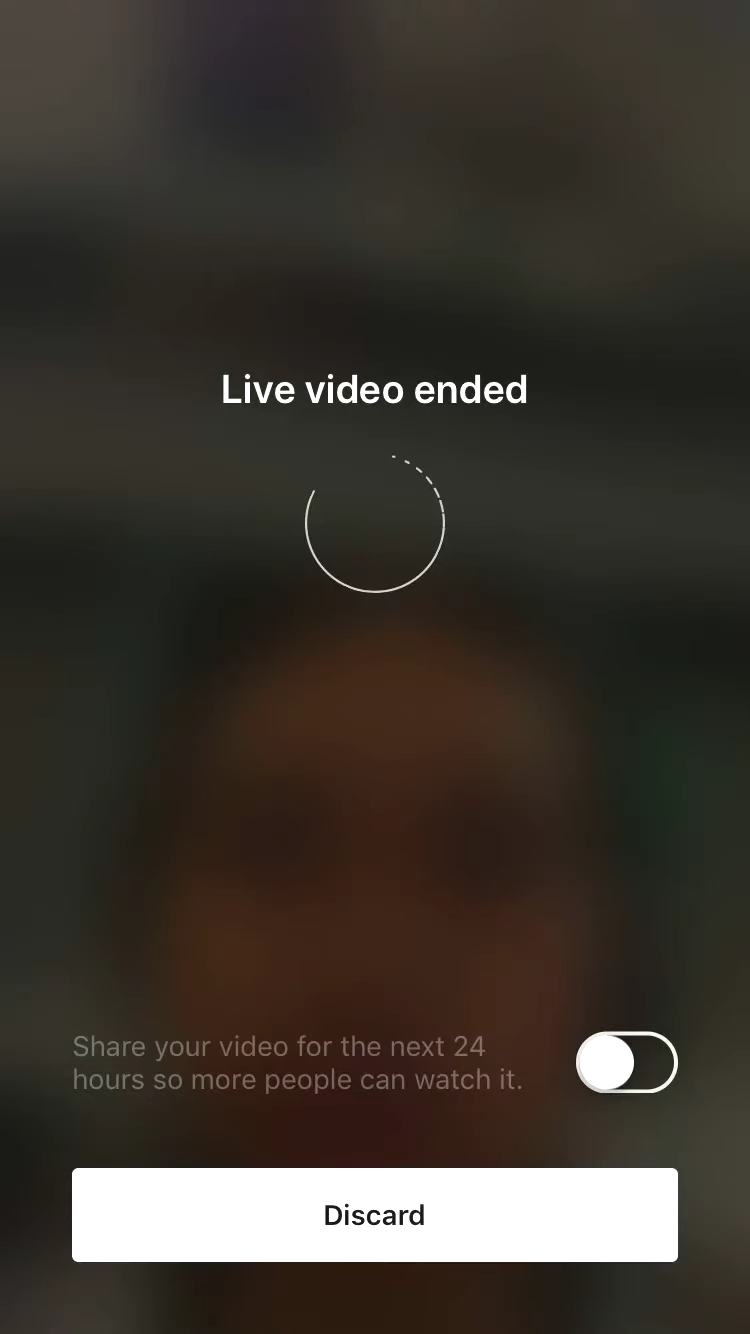 Live video ended
Share your video for the next 24
hours so more people can watch it.
Discard